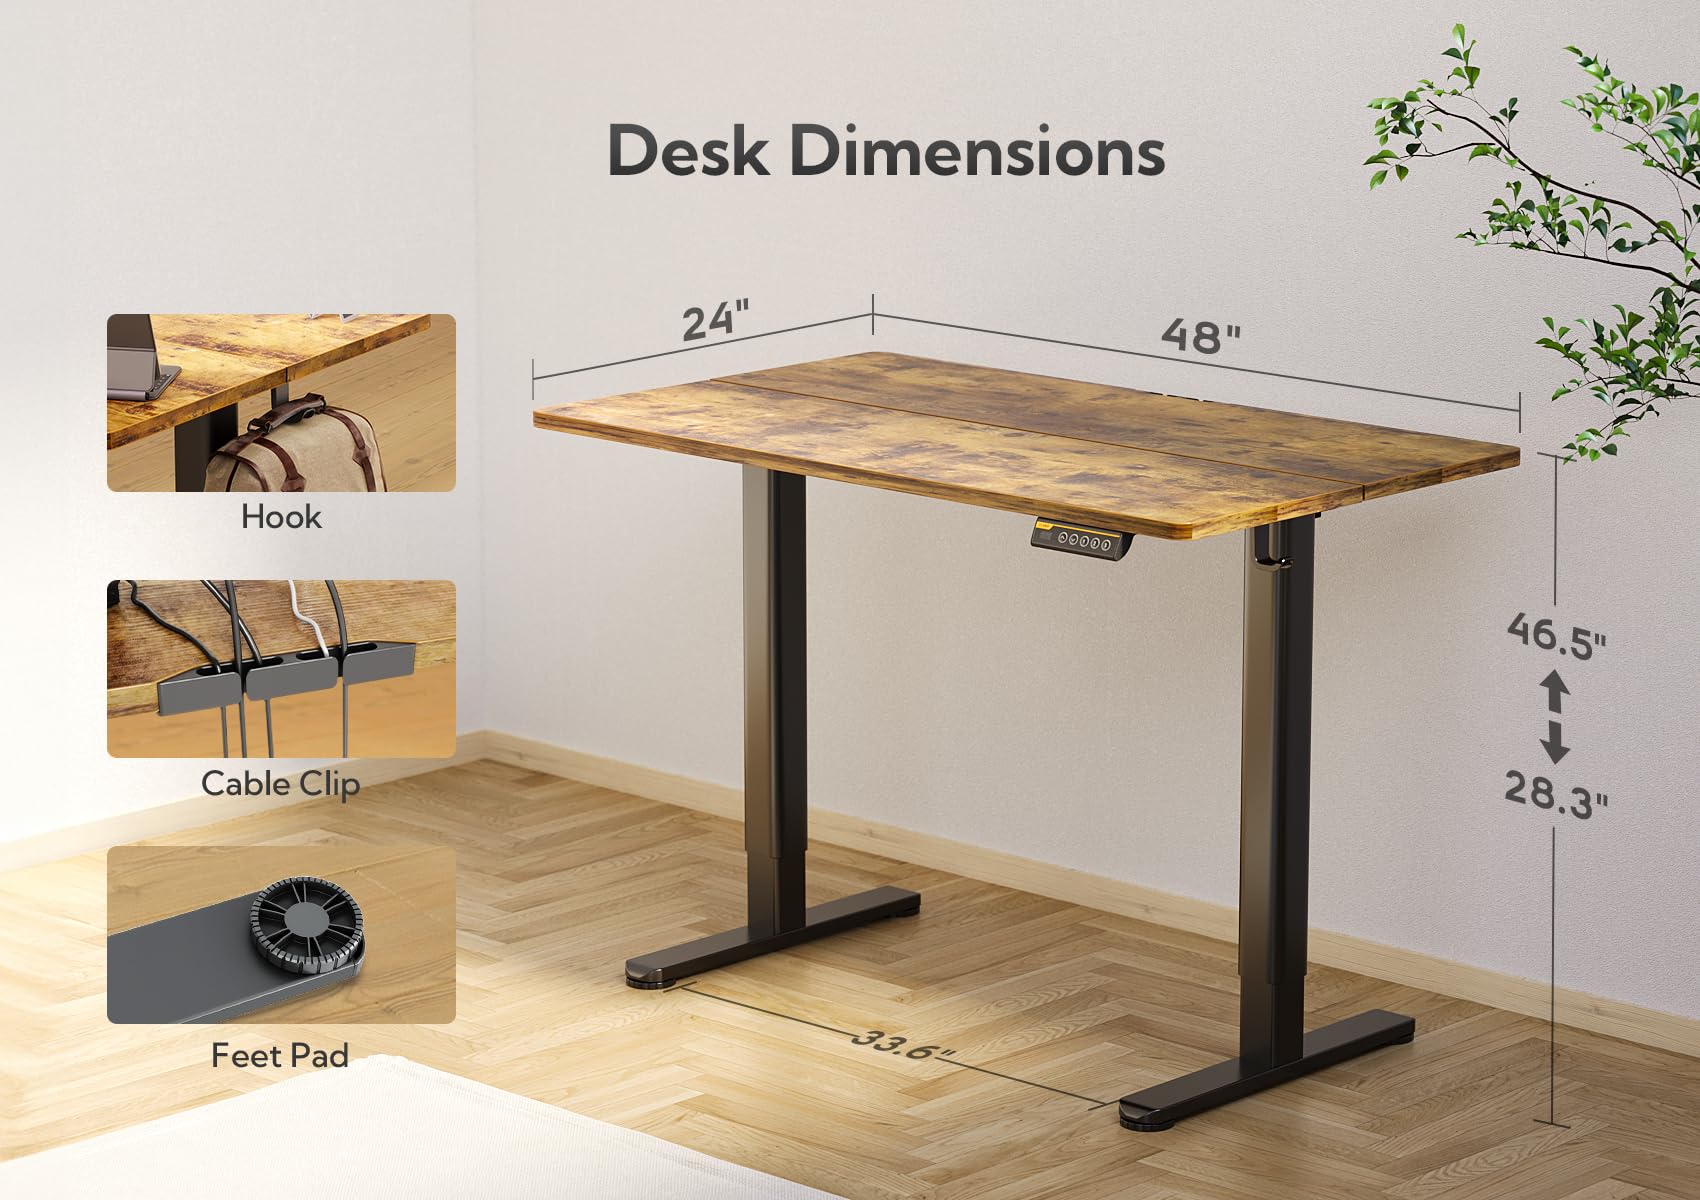 Desk Dimensions
24"
48"
Hook
46.5"
28.3"
Cable Clip
33.6"
Feet Pad